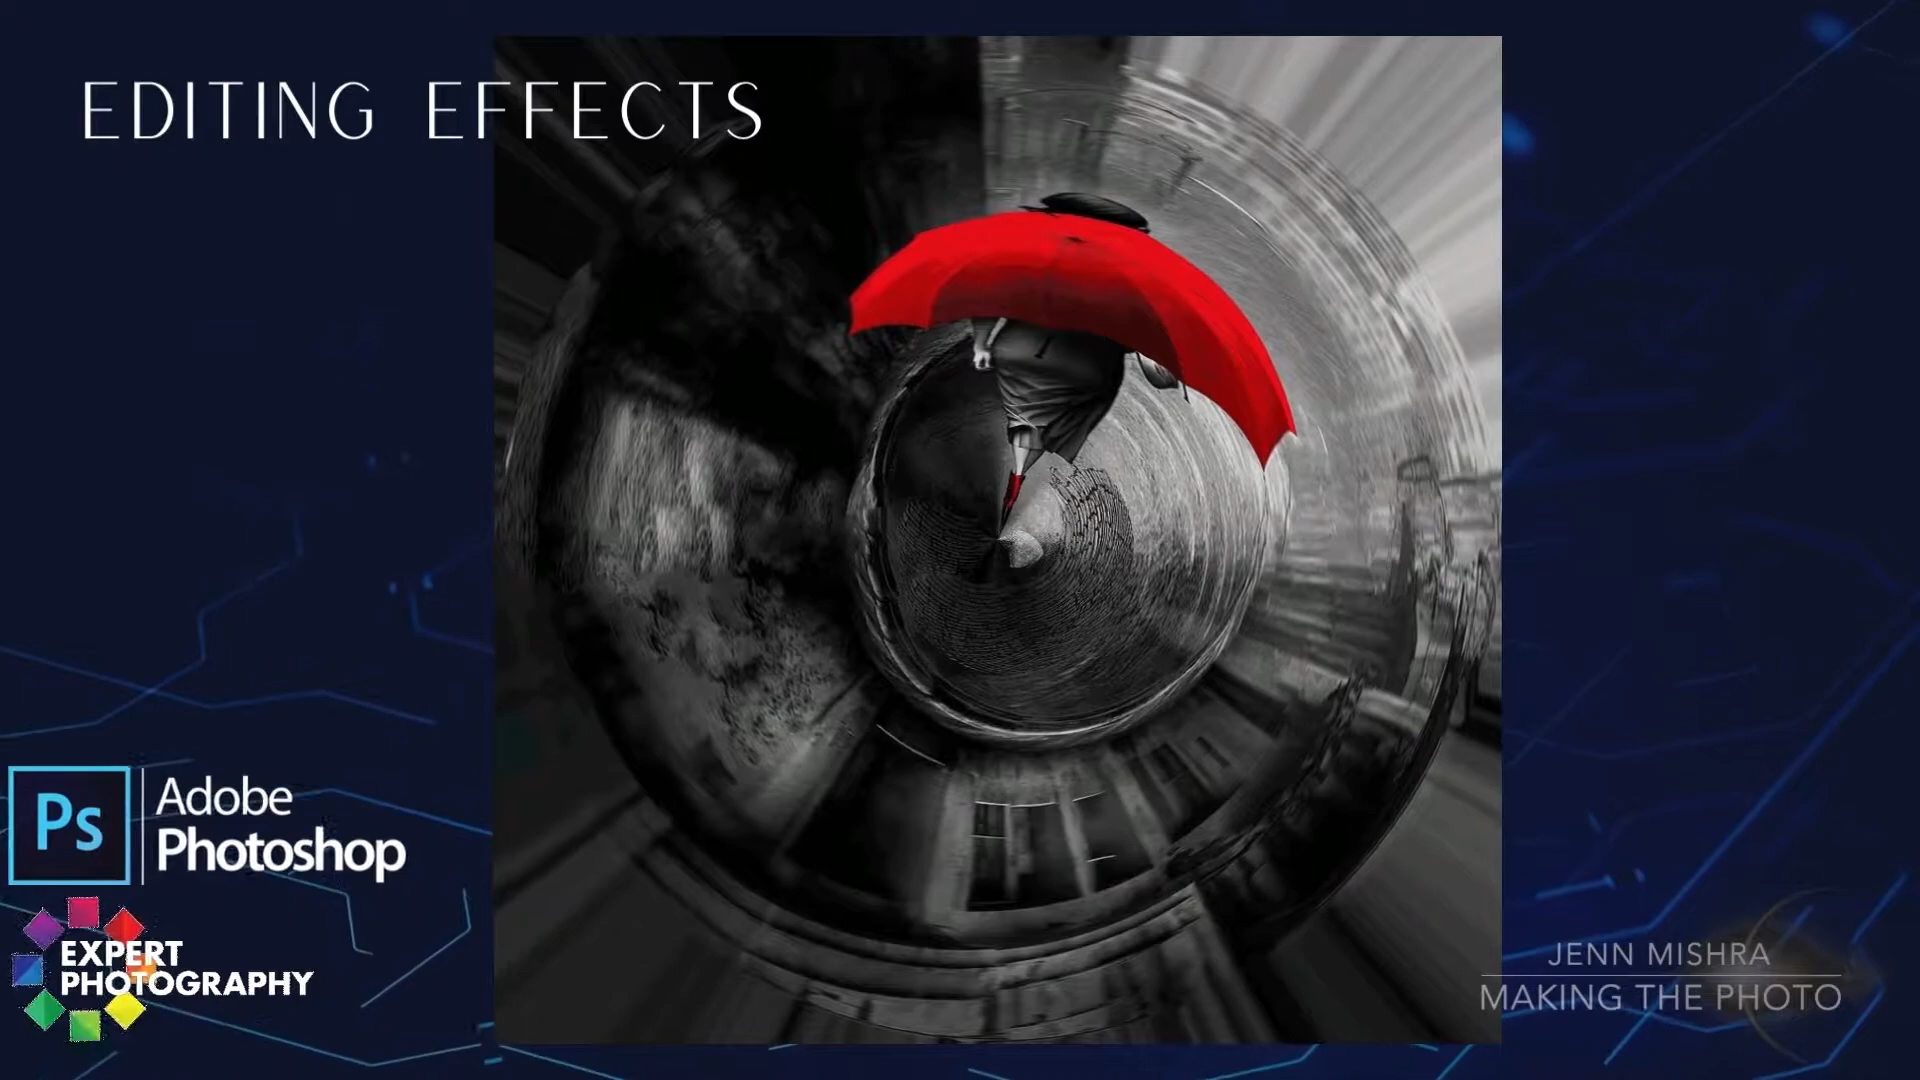 EDITING EFFECTS
Ps
Adobe
Photoshop
EXPERT
PHOTOGRAPHY
JENN MISHRA
MAKING THE PHOTO